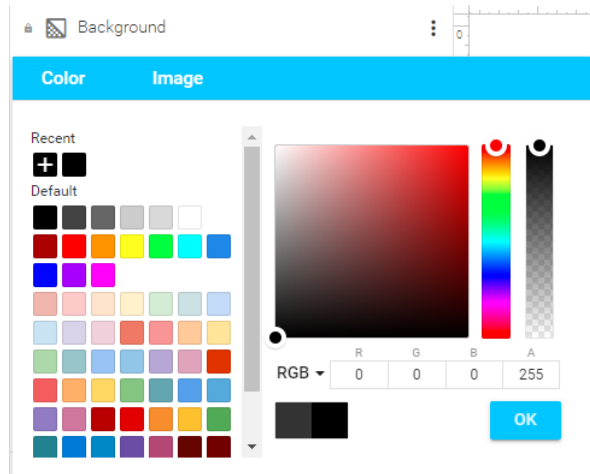 Background
0
Color Image
Recent
+
Default
R G B A
RGB 0 0 0 255
OK